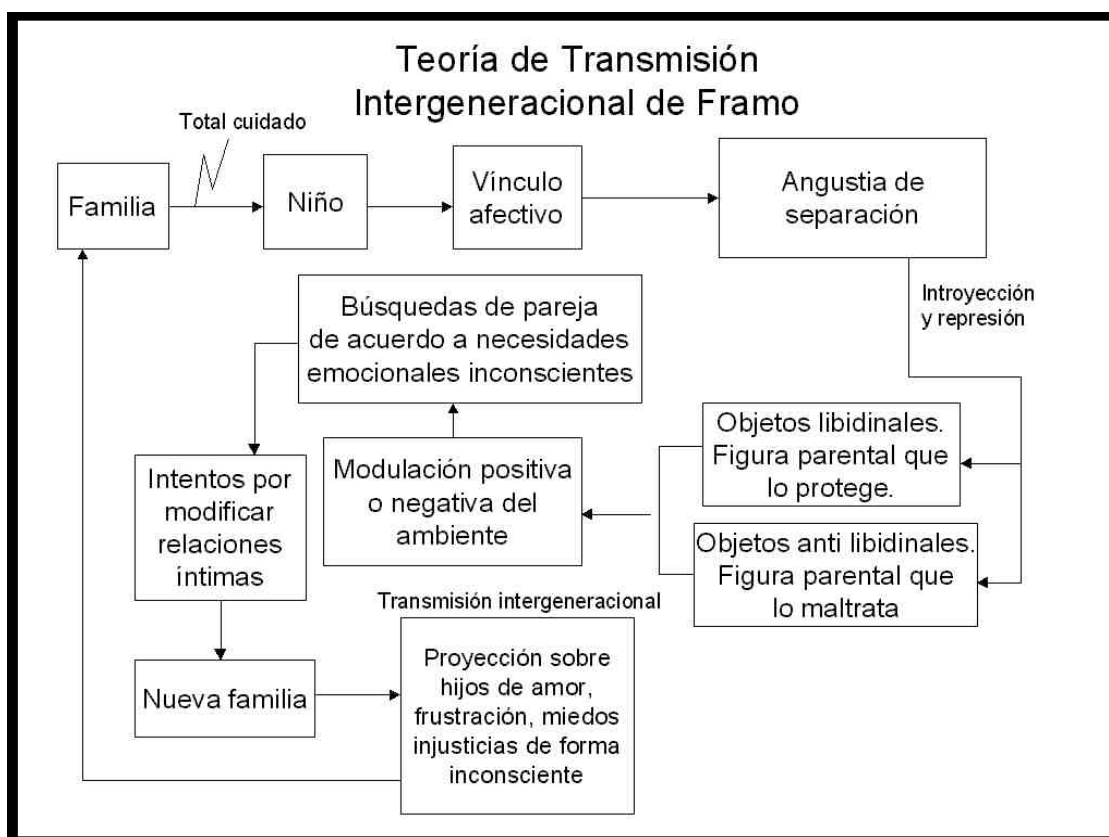 Teoría de Transmisión
Intergeneracional de Framo
Total cuidado
Familia
Niño
Vínculo
afectivo
Angustia de
separación
Introyección
y represión
Objetos libidinales.
Figura parental que
lo protege.
Objetos anti libidinales.
Figura parental que
lo maltrata
Modulación positiva
o negativa del
ambiente
Búsquedas de pareja
de acuerdo a necesidades
emocionales inconscientes
Intentos por
modificar
relaciones
íntimas
Nueva familia
Transmisión intergeneracional
Proyección sobre
hijos de amor,
frustración, miedos
injusticias de forma
inconsciente